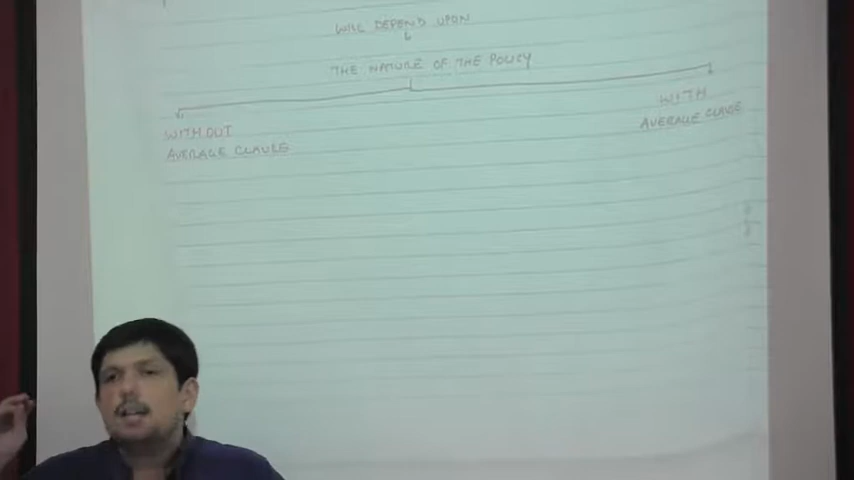 WILL DEPEND UPON
THE NATURE OF THE POLICY
WITHOUT
AVERAGE CLAUSE
WITH
AVERAGE CLAUSE